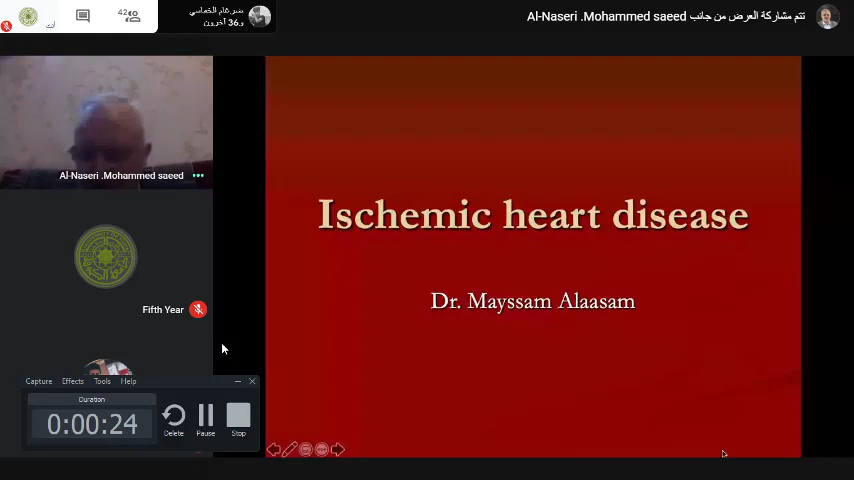 أنت
42
و36 آخرون
تتم مشاركة العرض من جانب Al-Naseri .Mohammed saeed
Al-Naseri .Mohammed saeed
Fifth Year
Ischemic heart disease
Dr. Mayssam Alaasam
Capture Effects Tools Help
Duration
0:00:24
Delete Pause Stop